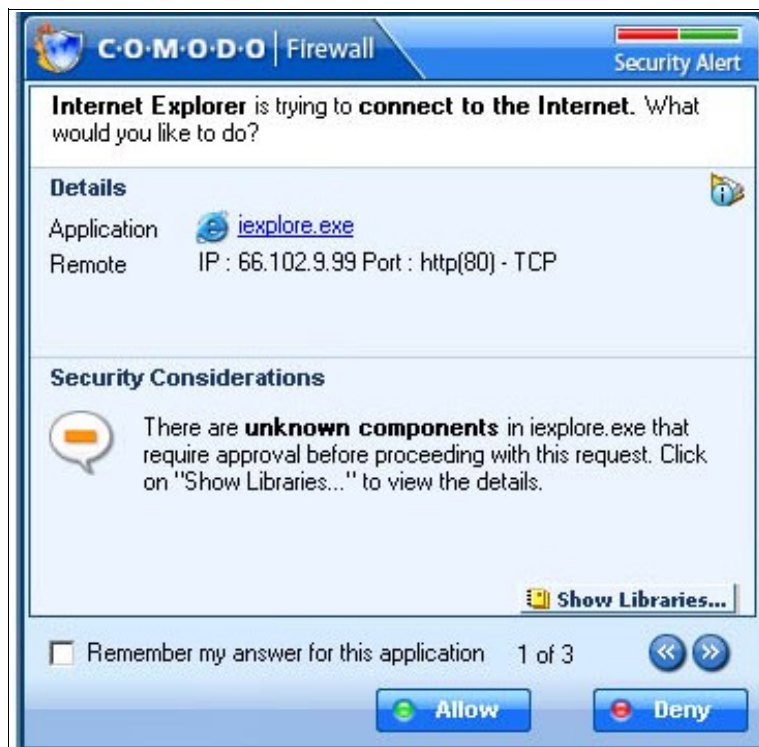 C·O·M·O·D·O | Firewall
Security Alert
Internet Explorer is trying to connect to the Internet. What
would you like to do?
Details
Application iexplore.exe
Remote IP : 66.102.9.99 Port : http(80) - TCP
Security Considerations
There are unknown components in iexplore.exe that
require approval before proceeding with this request. Click
on "Show Libraries..." to view the details.
Show Libraries...
Remember my answer for this application 1 of 3
Allow Deny